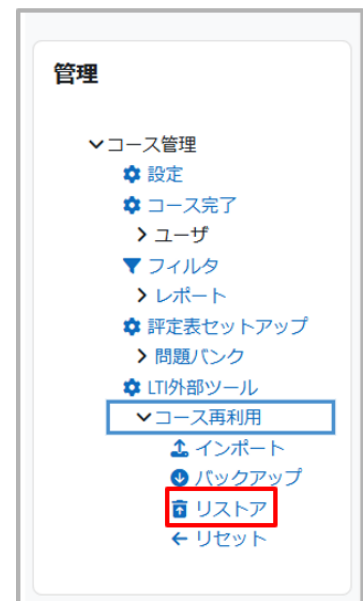 管理
コース管理
設定
コース完了
ユーザ
フィルタ
レポート
評定表セットアップ
問題バンク
LTI外部ツール
コース再利用
インポート
バックアップ
リストア
リセット